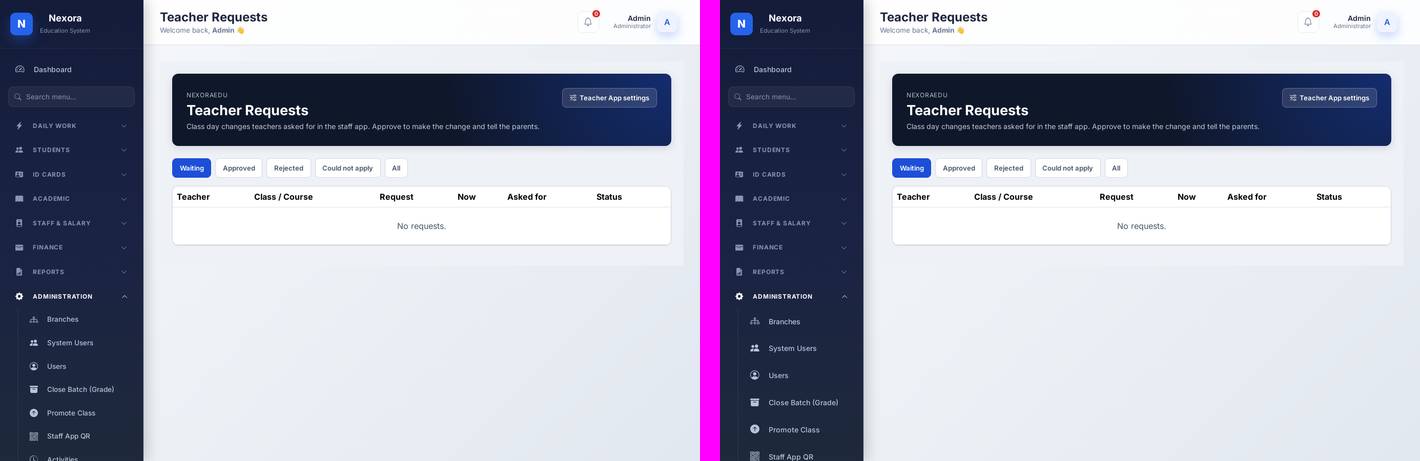 N
Nexora
Education System
Dashboard
Search menu...
DAILY WORK
STUDENTS
ID CARDS
ACADEMIC
STAFF & SALARY
FINANCE
REPORTS
ADMINISTRATION
Branches
System Users
Users
Close Batch (Grade)
Promote Class
Staff App QR
Activities
Teacher Requests
Welcome back, Admin 👋
0
Admin
Administrator
A
NEXORAEDU
Teacher Requests
Class day changes teachers asked for in the staff app. Approve to make the change and tell the parents.
Teacher App settings
Waiting Approved Rejected Could not apply All
Teacher Class / Course Request Now Asked for Status
No requests.
N
Nexora
Education System
Dashboard
Search menu...
DAILY WORK
STUDENTS
ID CARDS
ACADEMIC
STAFF & SALARY
FINANCE
REPORTS
ADMINISTRATION
Branches
System Users
Users
Close Batch (Grade)
Promote Class
Staff App QR
Teacher Requests
Welcome back, Admin 👋
0
Admin
Administrator
A
NEXORAEDU
Teacher Requests
Class day changes teachers asked for in the staff app. Approve to make the change and tell the parents.
Teacher App settings
Waiting Approved Rejected Could not apply All
Teacher Class / Course Request Now Asked for Status
No requests.